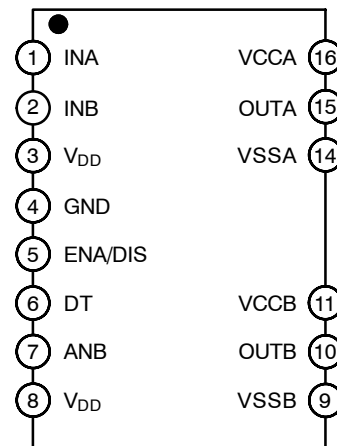 1 INA VCCA 16
2 INB OUTA 15
3 VDD VSSA 14
4 GND
5 ENA/DIS
6 DT VCCB 11
7 ANB OUTB 10
8 VDD VSSB 9